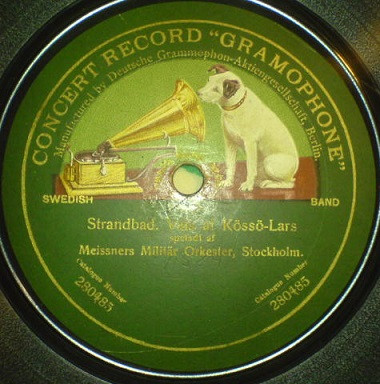 CONCERT RECORD "GRAMOPHONE"
Manufactured by Deutsche Grammophon-Aktiengesellschaft, Berlin.
SWEDISH BAND
Strandbad. af Kössö-Lars
spelad af
Meissners Militär Orkester, Stockholm.
Catalogue Number
280485
Catalogue Number
280485